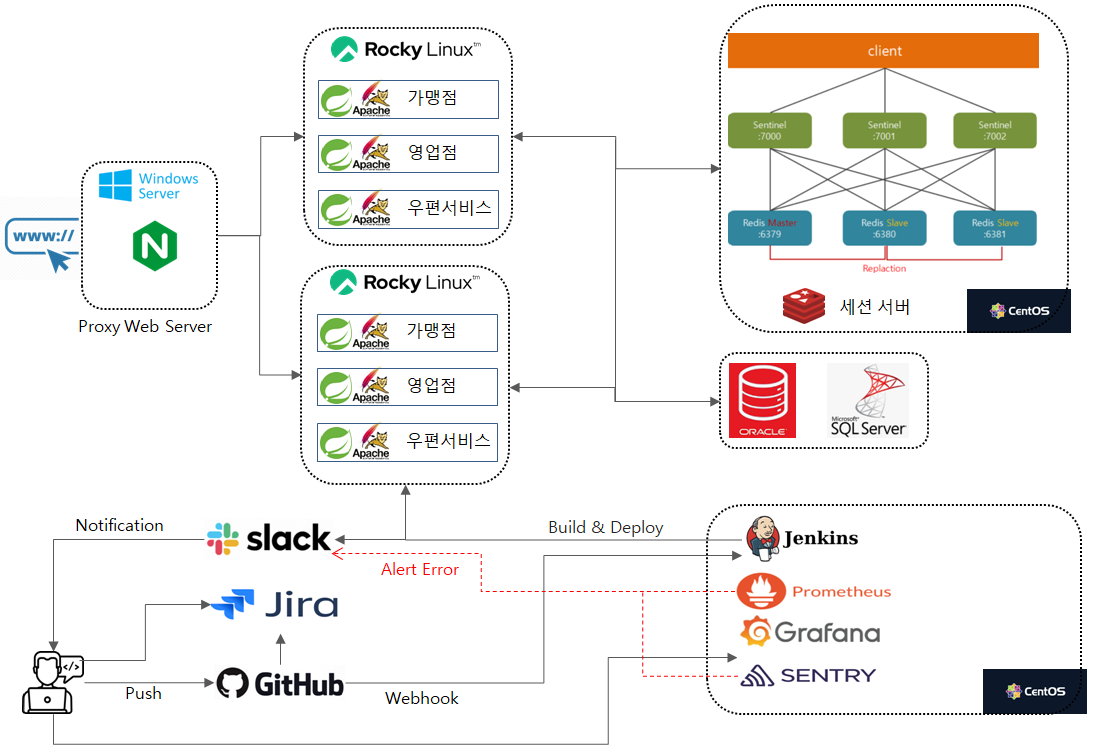 www://
Windows
Server
Proxy Web Server
Rocky Linux™
Apache
가맹점
Apache
영업점
Apache
우편서비스
Rocky Linux™
Apache
가맹점
Apache
영업점
Apache
우편서비스
client
Sentinel
:7000
Sentinel
:7001
Sentinel
:7002
Redis Master
:6379
Redis Slave
:6380
Redis Slave
:6381
Replaction
세션 서버
CentOS
ORACLE
Microsoft®
SQL Server
Notification
slack
Build & Deploy
Alert Error
Jira
Push
GitHub
Webhook
Jenkins
Prometheus
Grafana
SENTRY
CentOS